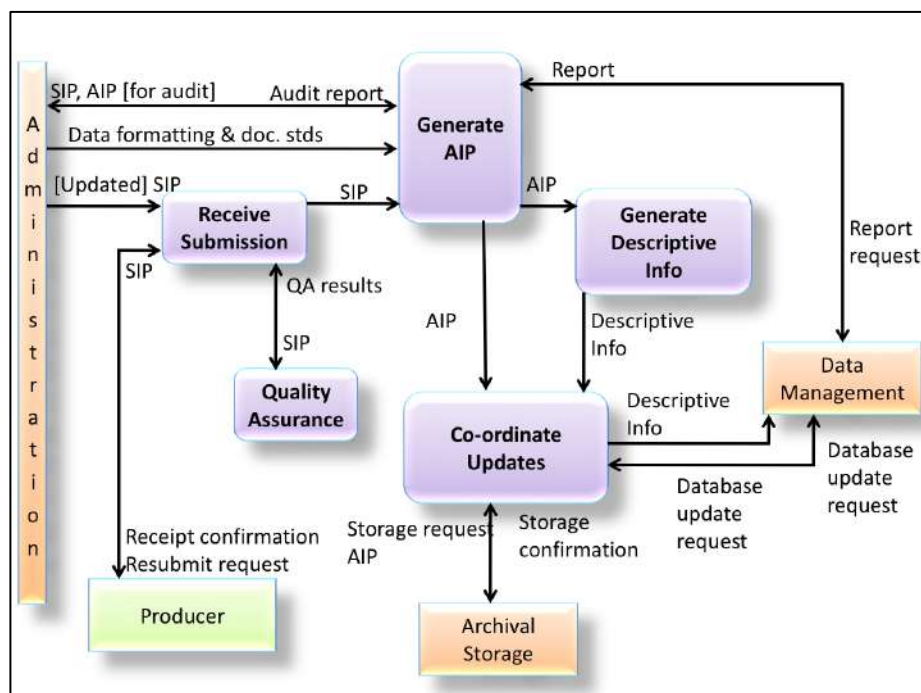 Administration
SIP, AIP [for audit]
Audit report
Data formatting & doc. stds
[Updated] SIP
Receive
Submission
SIP
SIP
QA results
SIP
Quality
Assurance
Receipt confirmation
Resubmit request
Producer
Generate
AIP
Report
AIP
Generate
Descriptive
Info
Report
request
AIP
Descriptive
Info
Data
Management
Co-ordinate
Updates
Descriptive
Info
Database
update
request
Database
update
request
Storage request
AIP
Storage
confirmation
Archival
Storage